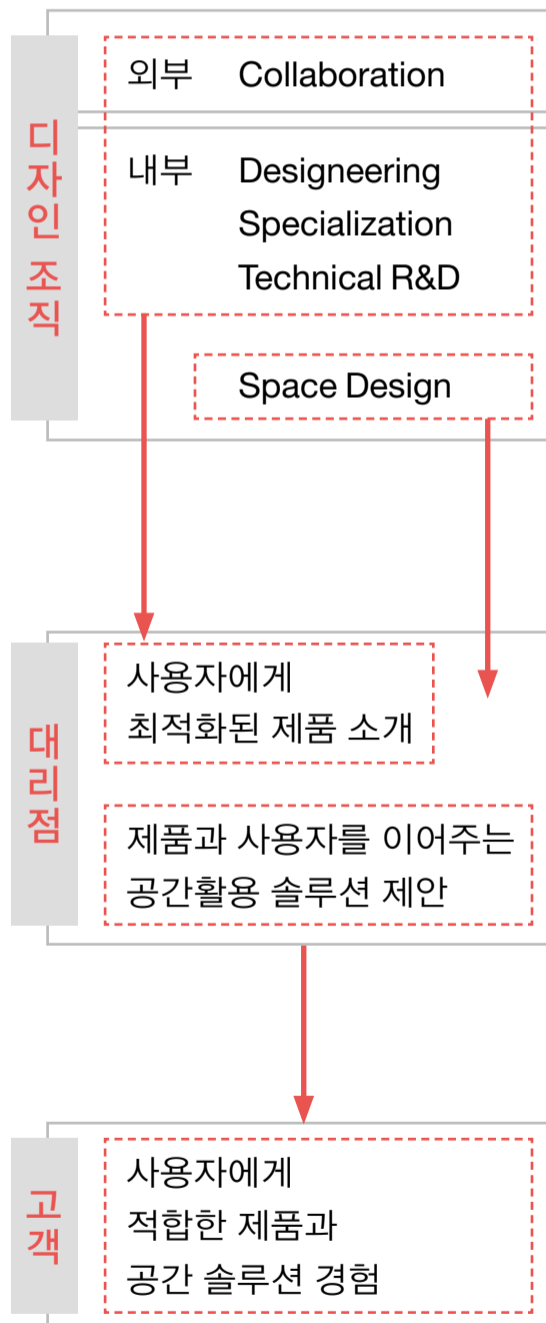 디자인 조직
외부 Collaboration
내부 Designeering
Specialization
Technical R&D
Space Design
대리점
사용자에게
최적화된 제품 소개
제품과 사용자를 이어주는
공간활용 솔루션 제안
고객
사용자에게
적합한 제품과
공간 솔루션 경험